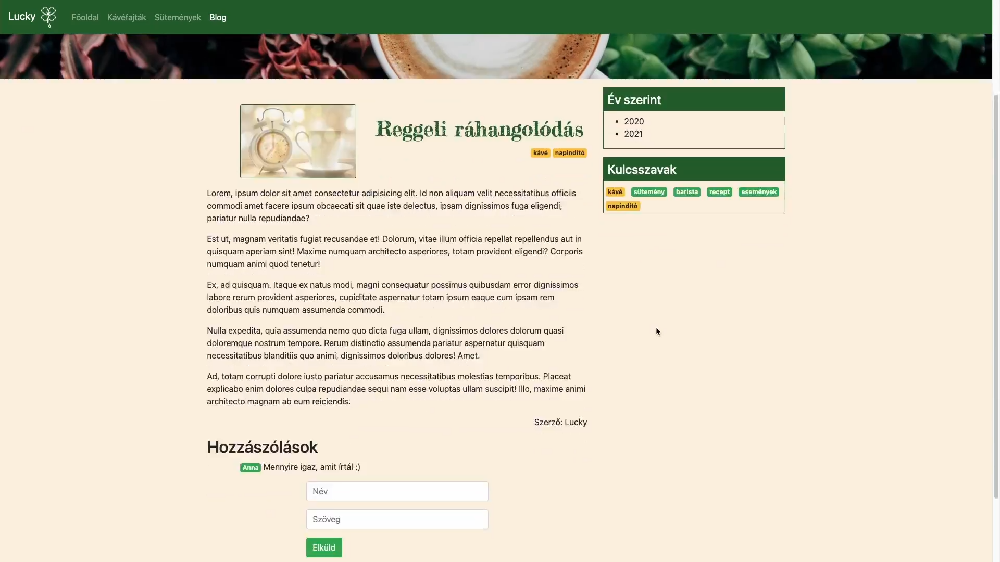 Lucky
Főoldal Kávéfajták Sütemények Blog
Reggeli ráhangolódás
kávé napindító
Lorem, ipsum dolor sit amet consectetur adipisicing elit. Id non aliquam velit necessitatibus officiis
commodi amet facere ipsum obcaecati sit quae iste delectus, ipsam dignissimos fuga eligendi,
pariatur nulla repudiandae?
Est ut, magnam veritatis fugiat recusandae et! Dolorum, vitae illum officia repellat repellendus aut in
quisquam aperiam sint! Maxime numquam architecto asperiores, totam provident eligendi? Corporis
numquam animi quod tenetur!
Ex, ad quisquam. Itaque ex natus modi, magni consequatur possimus quibusdam error dignissimos
labore rerum provident asperiores, cupiditate aspernatur totam ipsum eaque cum ipsam rem
doloribus quis numquam assumenda commodi.
Nulla expedita, quia assumenda nemo quo dicta fuga ullam, dignissimos dolores dolorum quasi
doloremque nostrum tempore. Rerum distinctio assumenda pariatur aspernatur quisquam
necessitatibus blanditiis quo animi, dignissimos doloribus dolores! Amet.
Ad, totam corrupti dolore iusto pariatur accusamus necessitatibus molestias temporibus. Placeat
explicabo enim dolores culpa repudiandae sequi nam esse voluptas ullam suscipit! Illo, maxime animi
architecto magnam ab eum reiciendis.
Szerző: Lucky
Hozzászólások
Anna Mennyire igaz, amit írtál :)
Név
Szöveg
Elküld
Év szerint
• 2020
• 2021
Kulcsszavak
kávé sütemény barista recept események
napindító